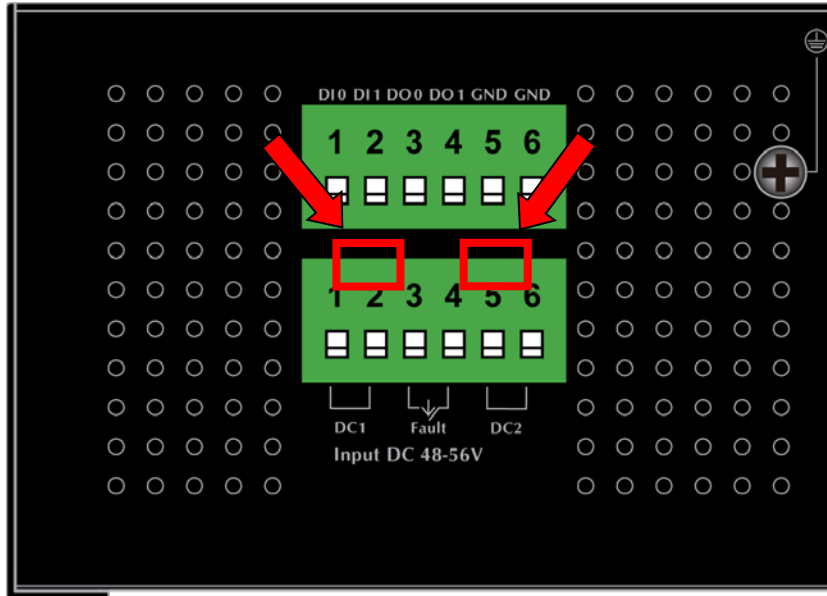 DI0 DI1 DO0 DO1 GND GND
1 2 3 4 5 6
1 2 3 4 5 6
DC1 Fault DC2
Input DC 48-56V